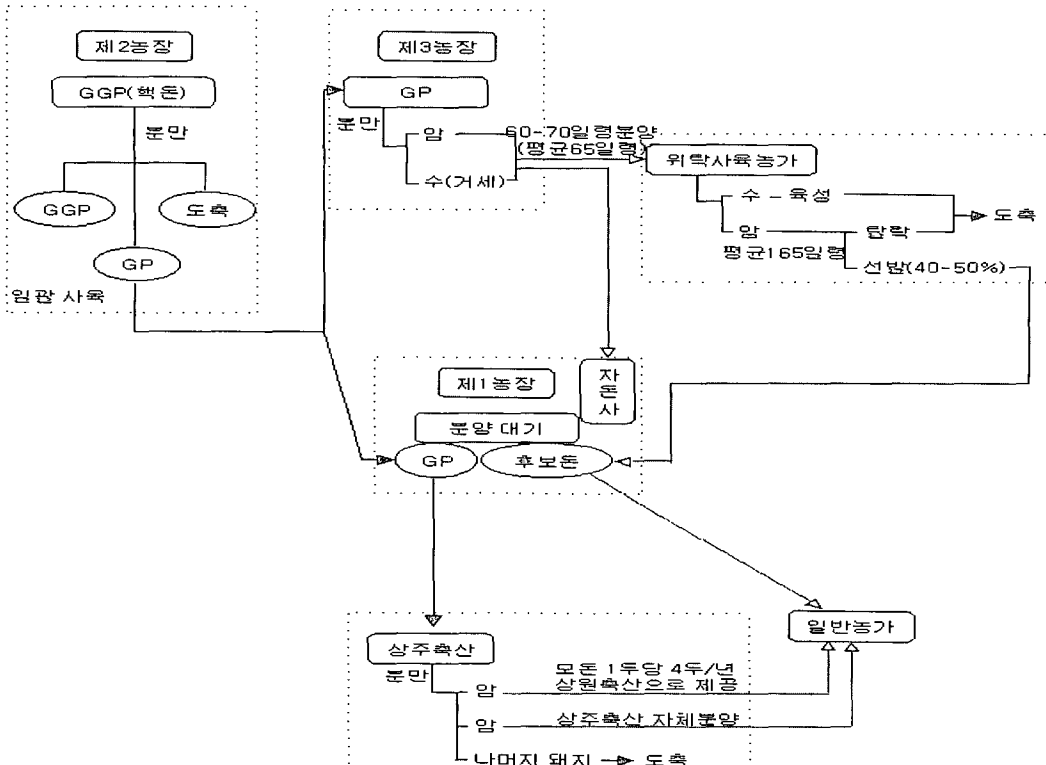 제2농장
GGP(핵돈)
분만
GGP
도축
GP
일관 사육
제3농장
GP
분만
암
수(거세)
60-70일령분양
(평균65일령)
위탁사육농가
수 - 육성
암
탈락
도축
평균165일령
선발(40-50%)
제1농장
자돈사
분양 대기
GP
후보돈
일반농가
상주축산
분만
암
모돈 1두당 4두/년
상원축산으로 제공
암
상주축산 자체분양
나머지 돼지
도축